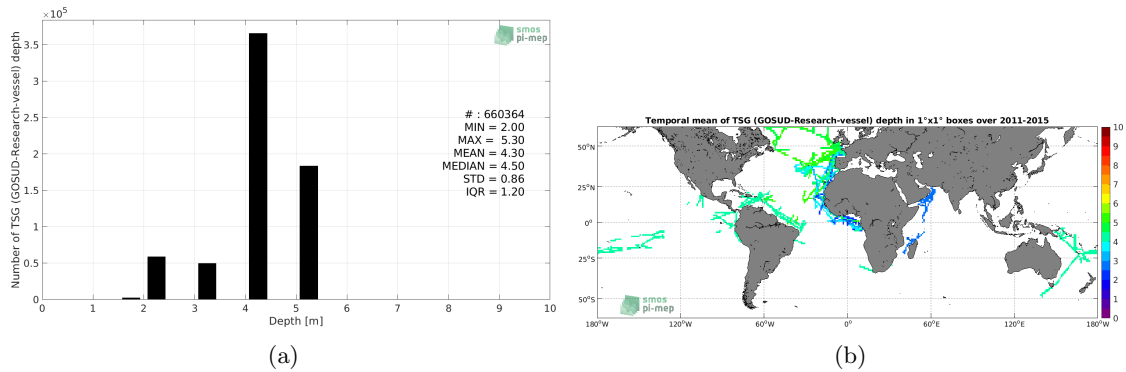 ×10⁵
3.5
3
2.5
2
1.5
1
0.5
0
Number of TSG (GOSUD-Research-vessel) depth
smos
pi-mep
# : 660364
MIN = 2.00
MAX = 5.30
MEAN = 4.30
MEDIAN = 4.50
STD = 0.86
IQR = 1.20
0 1 2 3 4 5 6 7 8 9 10
Depth [m]
(a)
Temporal mean of TSG (GOSUD-Research-vessel) depth in 1°x1° boxes over 2011-2015
50°N
25°N
0°
25°S
50°S
smos
pi-mep
180°W 120°W 60°W 0° 60°E 120°E 180°W
10
9
8
7
6
5
4
3
2
1
0
(b)